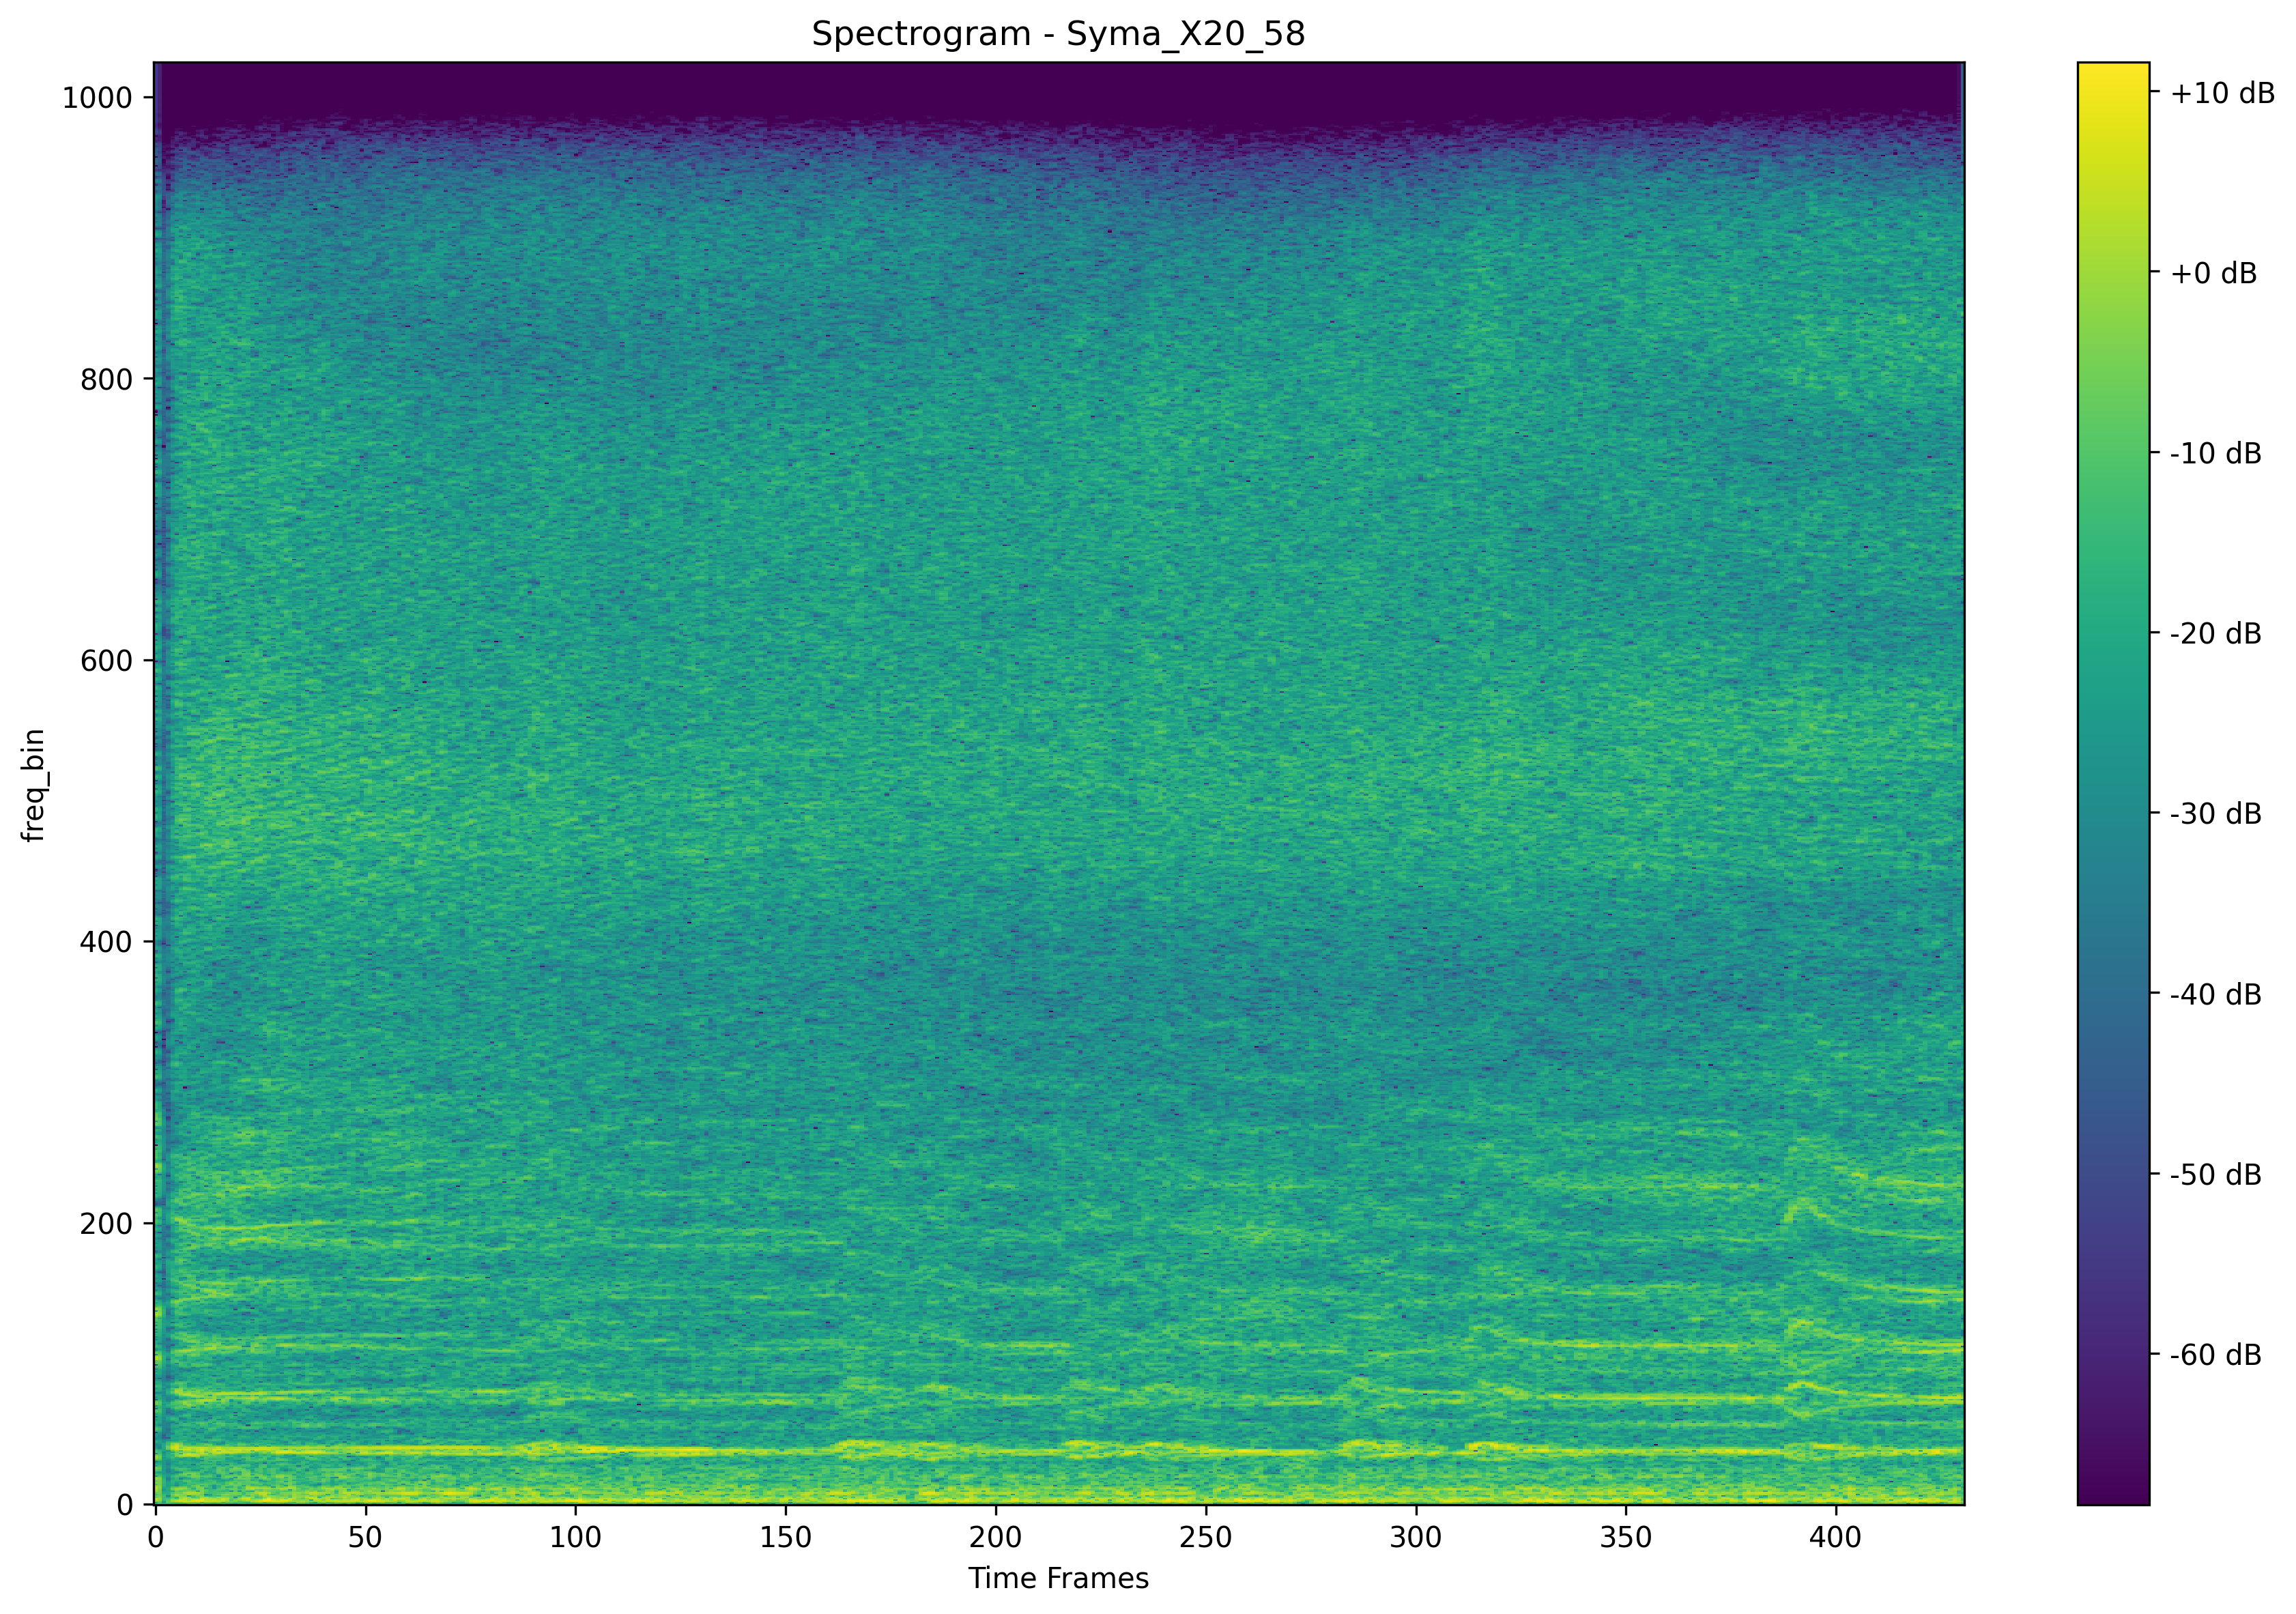 Spectrogram - Syma_X20_58
freq_bin
1000
800
600
400
200
0
0 50 100 150 200 250 300 350 400
Time Frames
+10 dB
+0 dB
-10 dB
-20 dB
-30 dB
-40 dB
-50 dB
-60 dB